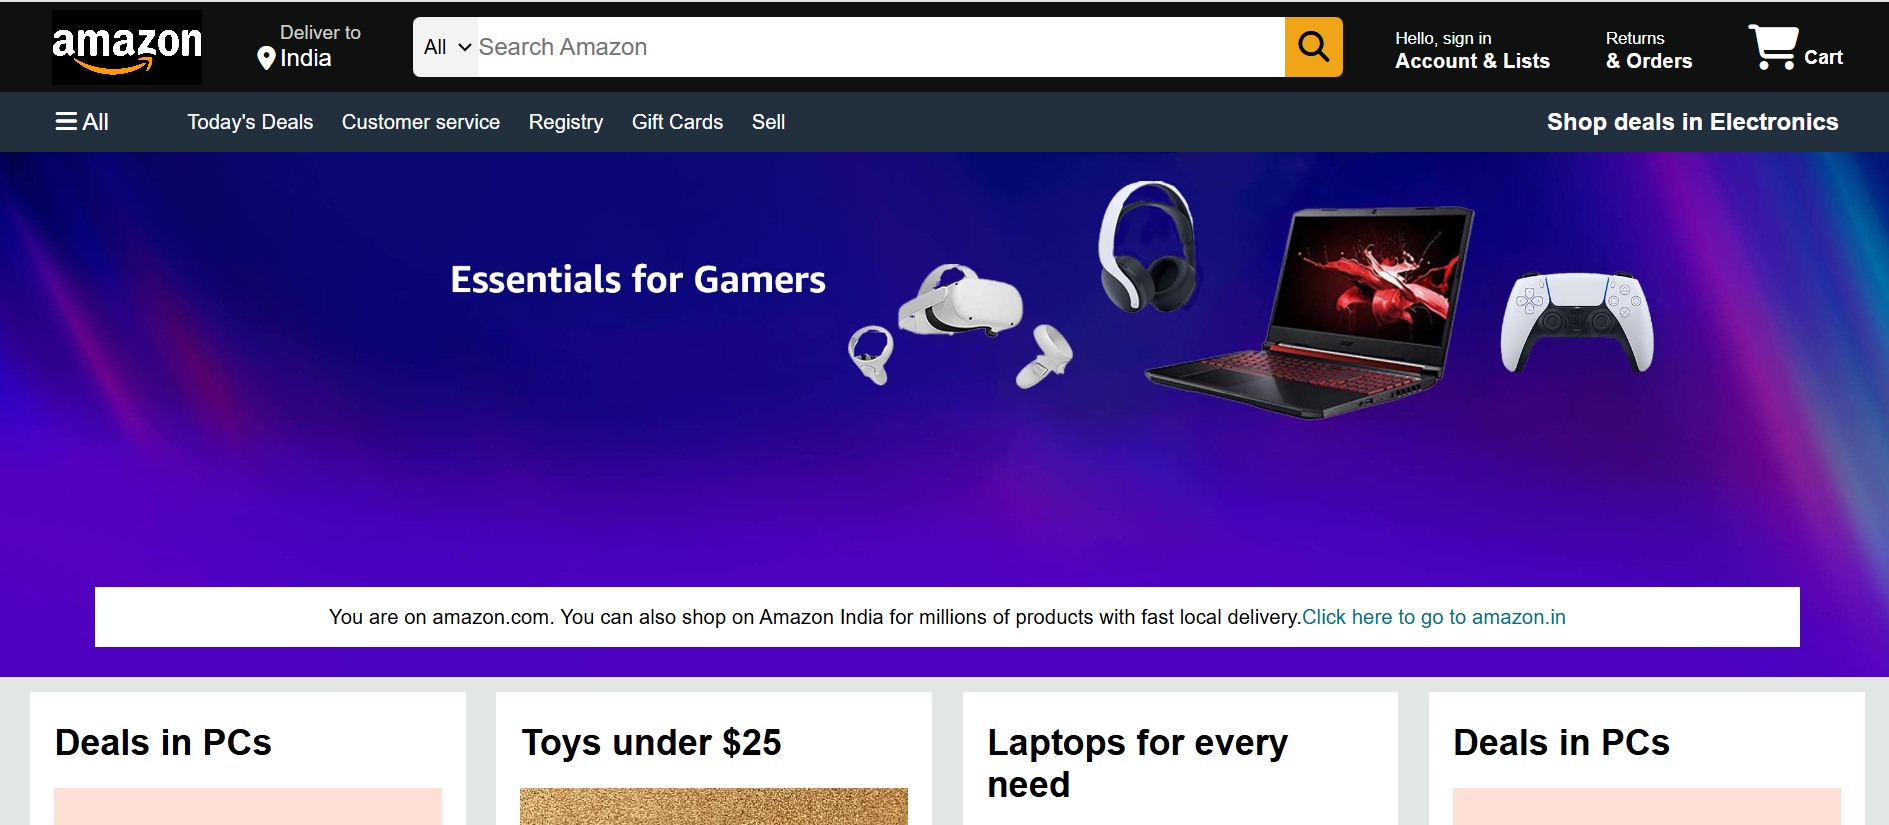 amazon
Deliver to
India
All
Search Amazon
Hello, sign in
Account & Lists
Returns
& Orders
Cart
All
Today's Deals
Customer service
Registry
Gift Cards
Sell
Shop deals in Electronics
Essentials for Gamers
You are on amazon.com. You can also shop on Amazon India for millions of products with fast local delivery.Click here to go to amazon.in
Deals in PCs
Toys under $25
Laptops for every
need
Deals in PCs